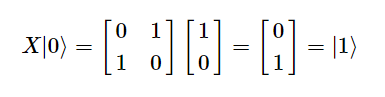 X|0⟩ = [0 1; 1 0] [1; 0] = [0; 1] = |1⟩